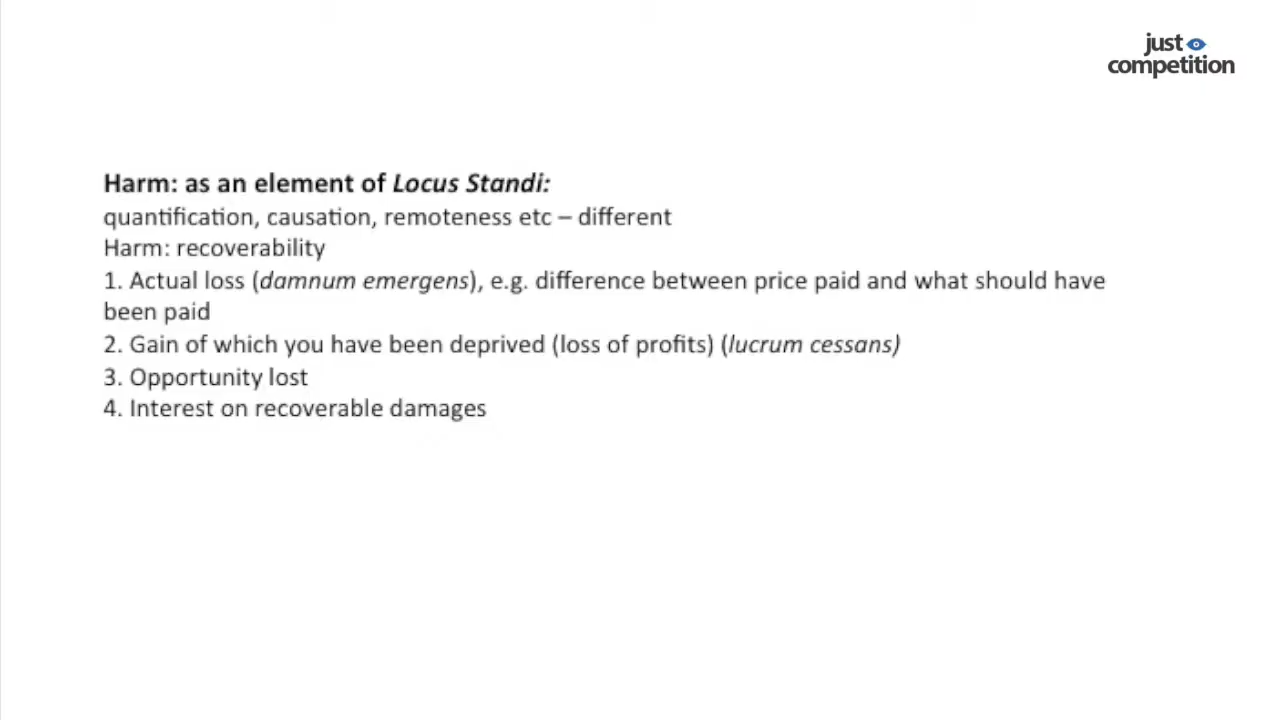 just
competition
Harm: as an element of Locus Standi:
quantification, causation, remoteness etc – different
Harm: recoverability
1. Actual loss (damnum emergens), e.g. difference between price paid and what should have
been paid
2. Gain of which you have been deprived (loss of profits) (lucrum cessans)
3. Opportunity lost
4. Interest on recoverable damages